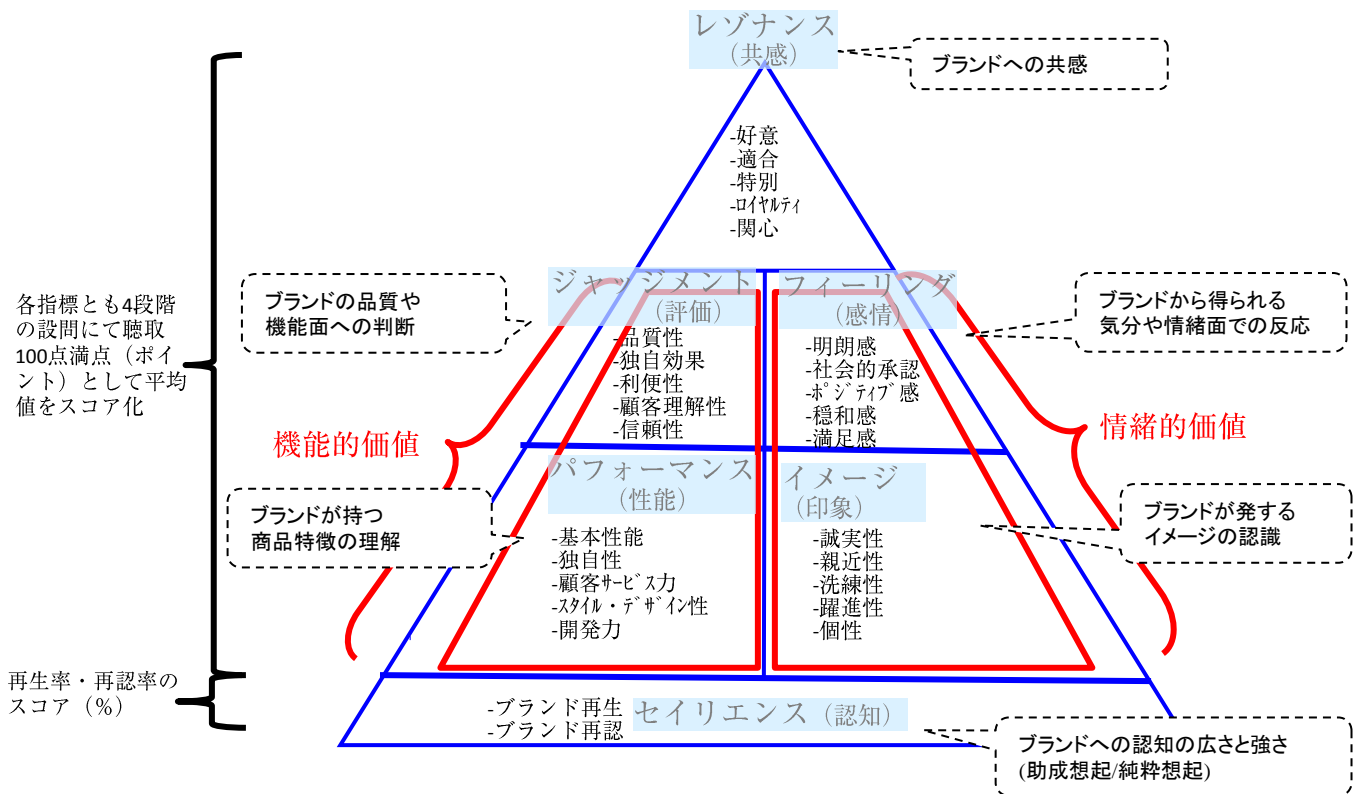 レゾナンス
（共感）
ブランドへの共感
-好意
-適合
-特別
-ﾛｲﾔﾙﾃｨ
-関心
ジャッジメント
（評価）
フィーリング
（感情）
ブランドの品質や
機能面への判断
ブランドから得られる
気分や情緒面での反応
各指標とも4段階
の設問にて聴取
100点満点（ポイ
ント）として平均
値をスコア化
-品質性
-独自効果
-利便性
-顧客理解性
-信頼性
-明朗感
-社会的承認
-ﾎﾟｼﾞﾃｨﾌﾞ感
-穏和感
-満足感
機能的価値
情緒的価値
パフォーマンス
（性能）
イメージ
（印象）
ブランドが持つ
商品特徴の理解
ブランドが発する
イメージの認識
-基本性能
-独自性
-顧客ｻｰﾋﾞｽ力
-ｽﾀｲﾙ・ﾃﾞｻﾞｲﾝ性
-開発力
-誠実性
-親近性
-洗練性
-躍進性
-個性
再生率・再認率の
スコア（%）
-ブランド再生
-ブランド再認
セイリエンス（認知）
ブランドへの認知の広さと強さ
(助成想起/純粋想起)